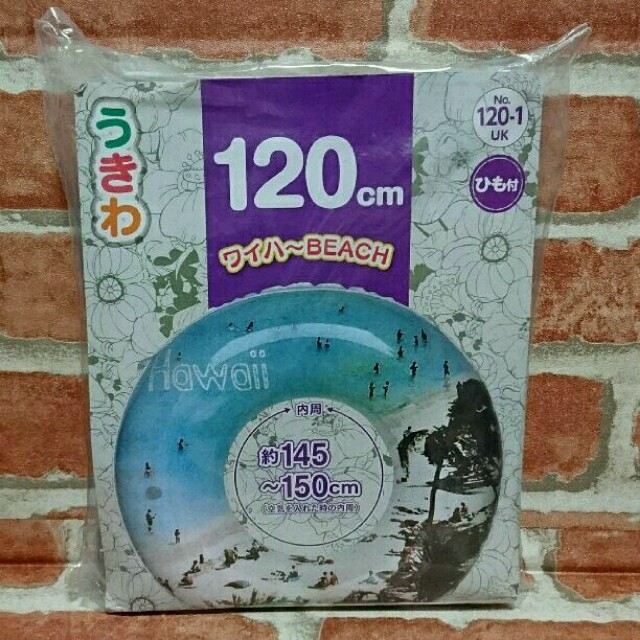 うきわ
120cm
ワイハ〜BEACH
No.
120-1
UK
ひも付
Hawaii
内周
約145
〜150cm
(空気を入れた時の内周)